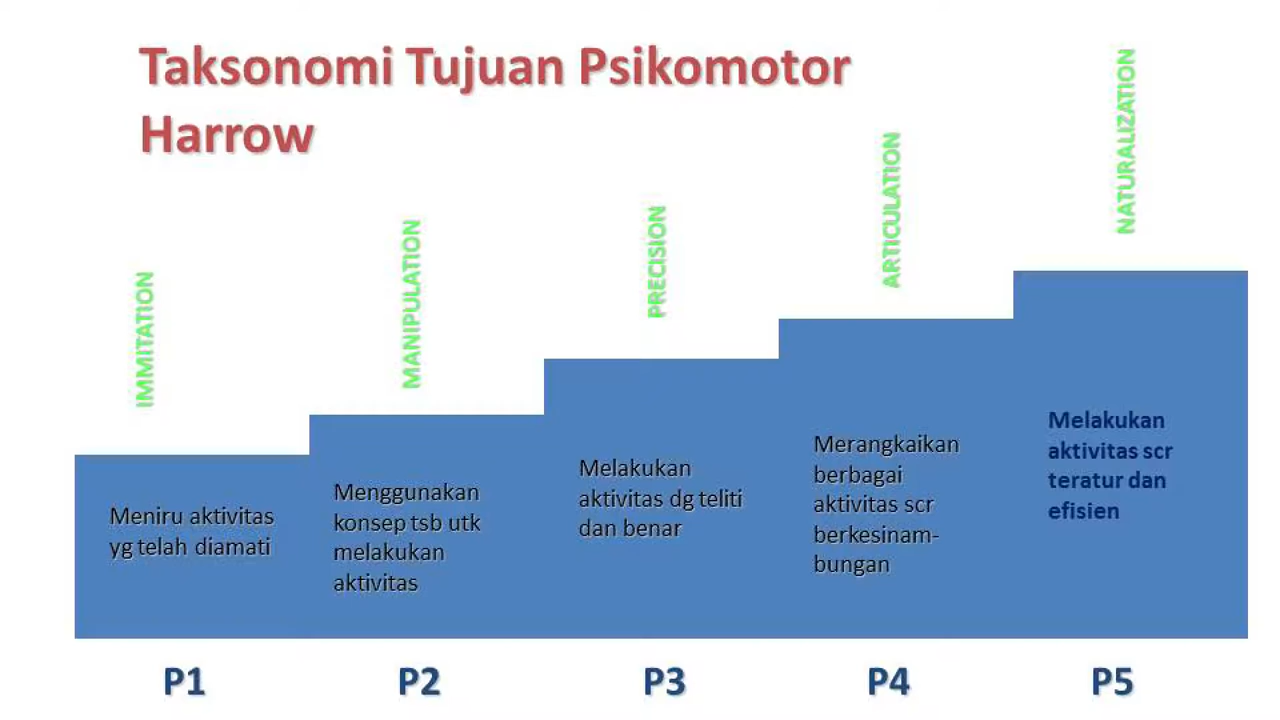 Taksonomi Tujuan Psikomotor
Harrow
IMMITATION
MANIPULATION
PRECISION
ARTICULATION
NATURALIZATION
Meniru aktivitas
yg telah diamati
Menggunakan
konsep tsb utk
melakukan
aktivitas
Melakukan
aktivitas dg teliti
dan benar
Merangkaikan
berbagai
aktivitas scr
berkesinam-
bungan
Melakukan
aktivitas scr
teratur dan
efisien
P1
P2
P3
P4
P5